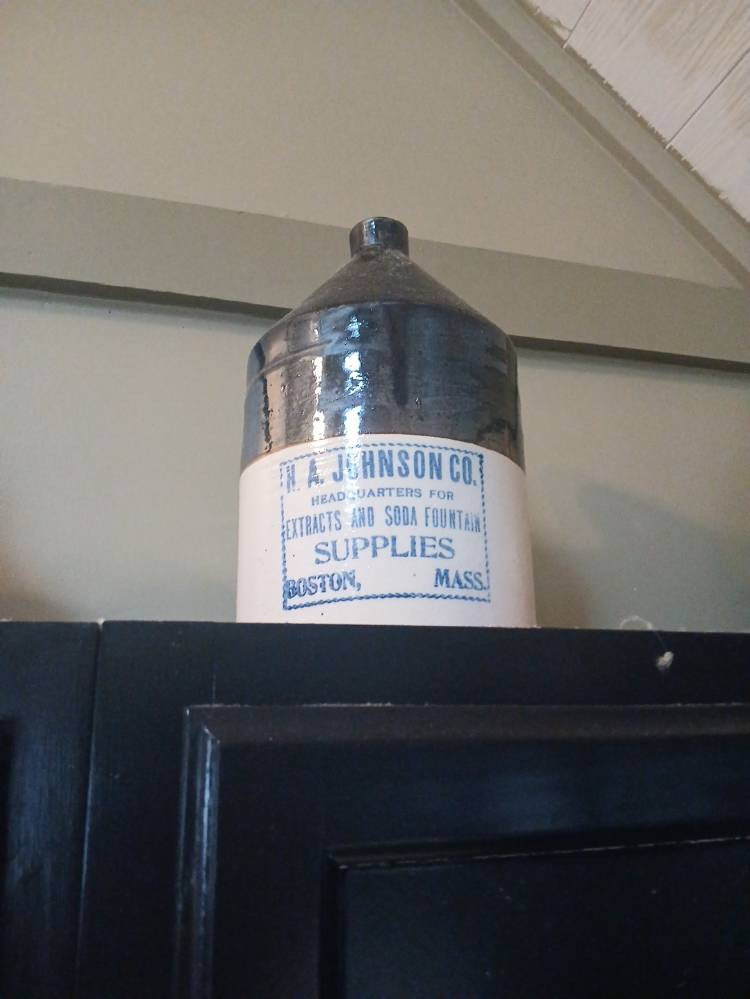 H. A. JOHNSON CO.
HEADQUARTERS FOR
EXTRACTS AND SODA FOUNTAIN
SUPPLIES
BOSTON, MASS.